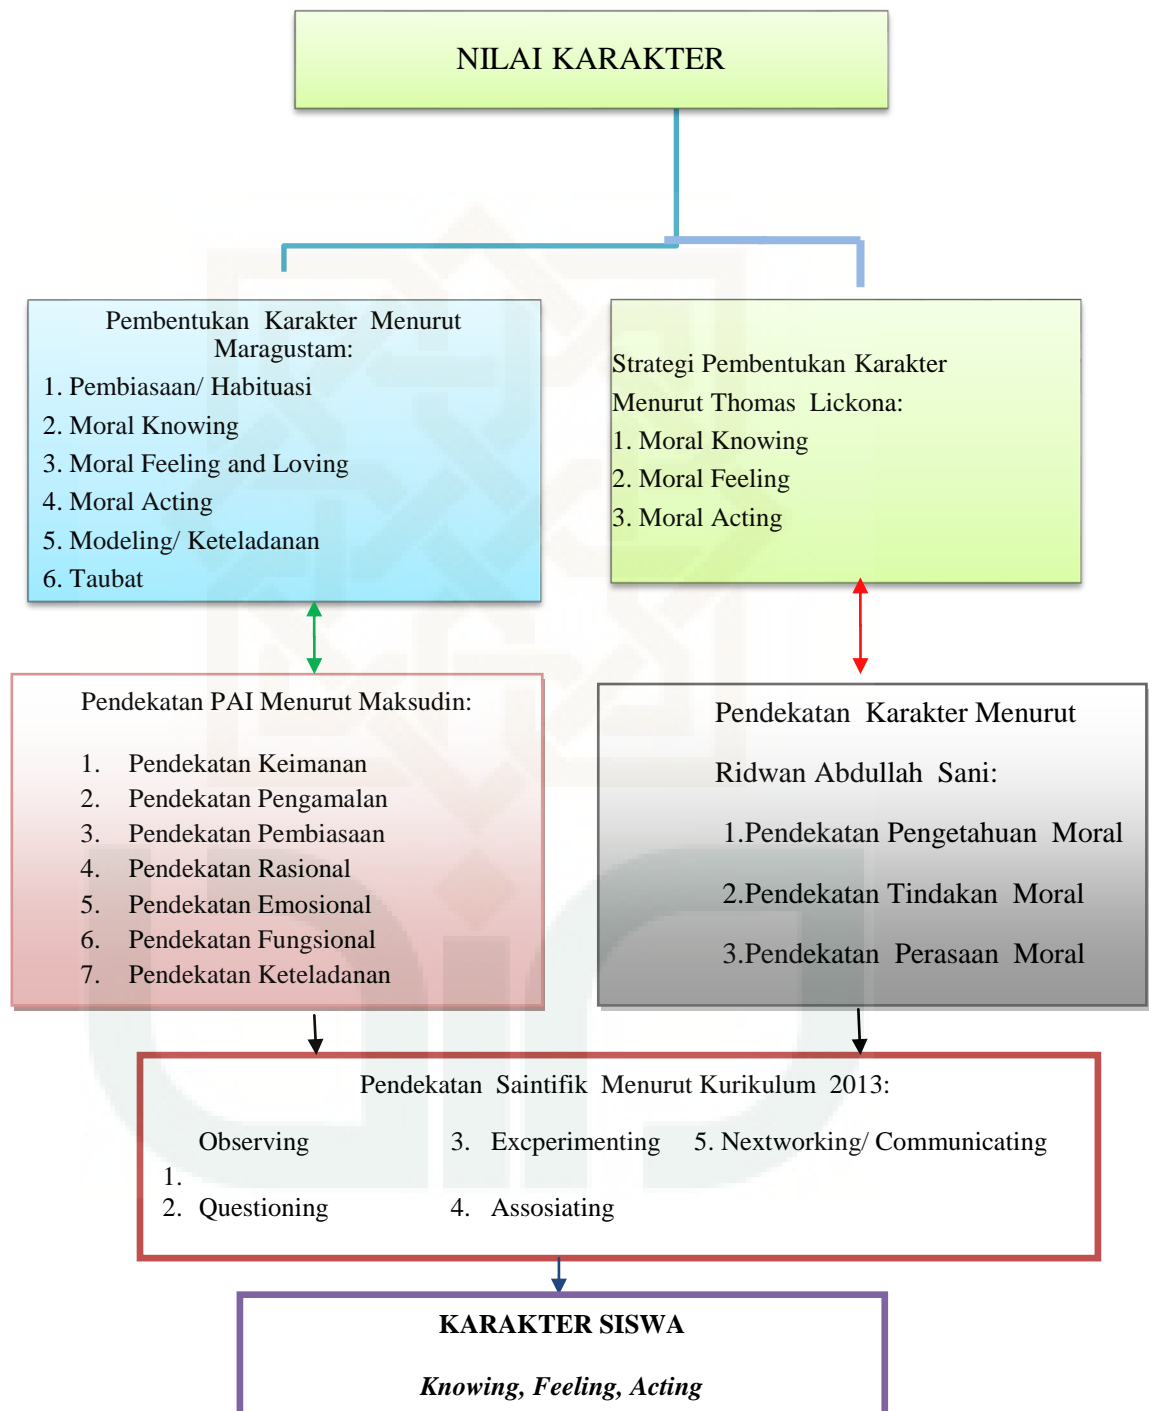 NILAI KARAKTER
Pembentukan Karakter Menurut
Maragustam:
1. Pembiasaan/ Habituasi
2. Moral Knowing
3. Moral Feeling and Loving
4. Moral Acting
5. Modeling/ Keteladanan
6. Taubat
Strategi Pembentukan Karakter
Menurut Thomas Lickona:
1. Moral Knowing
2. Moral Feeling
3. Moral Acting
Pendekatan PAI Menurut Maksudin:
1. Pendekatan Keimanan
2. Pendekatan Pengamalan
3. Pendekatan Pembiasaan
4. Pendekatan Rasional
5. Pendekatan Emosional
6. Pendekatan Fungsional
7. Pendekatan Keteladanan
Pendekatan Karakter Menurut
Ridwan Abdullah Sani:
1.Pendekatan Pengetahuan Moral
2.Pendekatan Tindakan Moral
3.Pendekatan Perasaan Moral
Pendekatan Saintifik Menurut Kurikulum 2013:
Observing 3. Excperimenting 5. Nextworking/ Communicating
1.
2. Questioning 4. Assosiating
KARAKTER SISWA
Knowing, Feeling, Acting